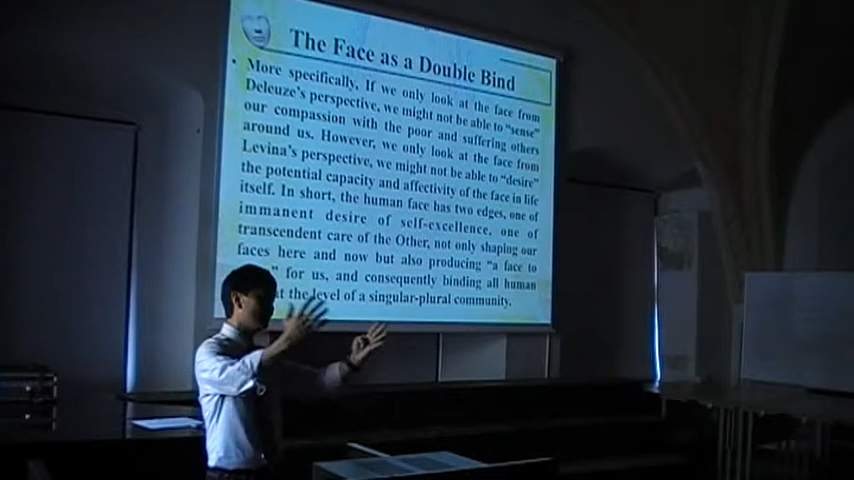 The Face as a Double Bind
• More specifically, If we only look at the face from
Deleuze's perspective, we might not be able to "sense"
our compassion with the poor and suffering others
around us. However, we only look at the face from
Levina's perspective, we might not be able to "desire"
the potential capacity and affectivity of the face in life
itself. In short, the human face has two edges, one of
immanent desire of self-excellence, one of
transcendent care of the Other, not only shaping our
faces here and now but also producing "a face to
" for us, and consequently binding all human
at the level of a singular-plural community.